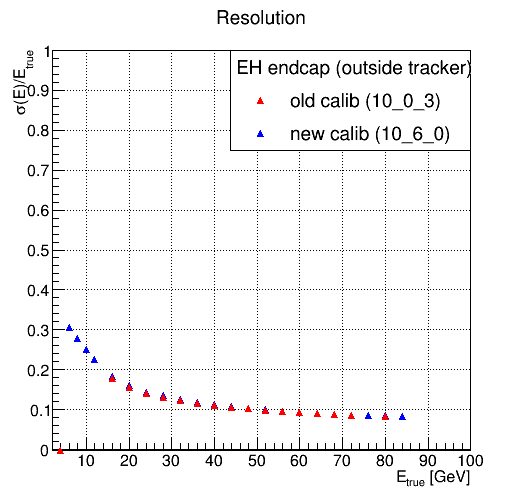 Resolution
σ(E)/E_true
1
0.9
0.8
0.7
0.6
0.5
0.4
0.3
0.2
0.1
0
EH endcap (outside tracker)
old calib (10_0_3)
new calib (10_6_0)
10 20 30 40 50 60 70 80 90 100
E_true [GeV]